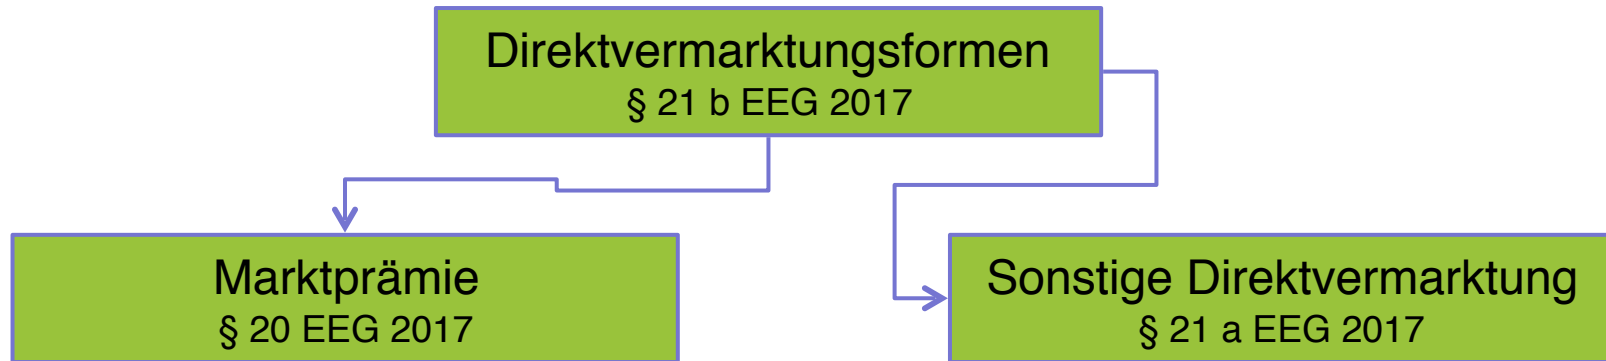 Direktvermarktungsformen
§ 21 b EEG 2017
Marktprämie
§ 20 EEG 2017
Sonstige Direktvermarktung
§ 21 a EEG 2017